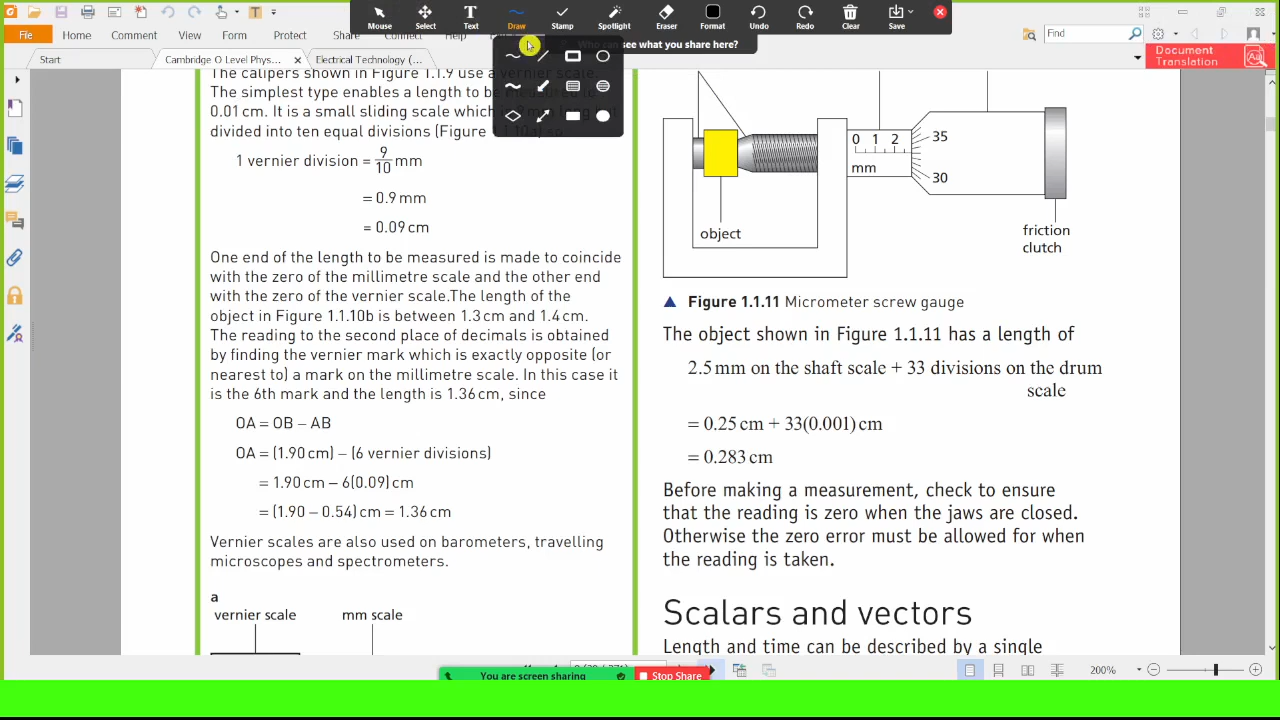 Mouse Select Text Draw Stamp Spotlight Eraser Format Undo Redo Clear Save
File Home Comment View Form Protect Share Help
see what you share here?
Find
Document
Translation
Start Cambridge O Level Phys... Electrical Technology (...
The calipers shown in Figure 1.1.9 use a vernier scale.
The simplest type enables a length to be
0.01 cm. It is a small sliding scale which is 9 mm long
divided into ten equal divisions (Figure 1.1.10a)
1 vernier division = 9/10 mm
= 0.9 mm
= 0.09 cm
One end of the length to be measured is made to coincide
with the zero of the millimetre scale and the other end
with the zero of the vernier scale.The length of the
object in Figure 1.1.10b is between 1.3 cm and 1.4 cm.
The reading to the second place of decimals is obtained
by finding the vernier mark which is exactly opposite (or
nearest to) a mark on the millimetre scale. In this case it
is the 6th mark and the length is 1.36 cm, since
OA = OB – AB
OA = (1.90 cm) – (6 vernier divisions)
= 1.90 cm – 6(0.09) cm
= (1.90 – 0.54) cm = 1.36 cm
Vernier scales are also used on barometers, travelling
microscopes and spectrometers.
a
vernier scale mm scale
0 1 2
mm
35
30
object
friction
clutch
▲ Figure 1.1.11 Micrometer screw gauge
The object shown in Figure 1.1.11 has a length of
2.5 mm on the shaft scale + 33 divisions on the drum
scale
= 0.25 cm + 33(0.001) cm
= 0.283 cm
Before making a measurement, check to ensure
that the reading is zero when the jaws are closed.
Otherwise the zero error must be allowed for when
the reading is taken.
Scalars and vectors
Length and time can be described by a single
You are screen sharing Stop Share
200%